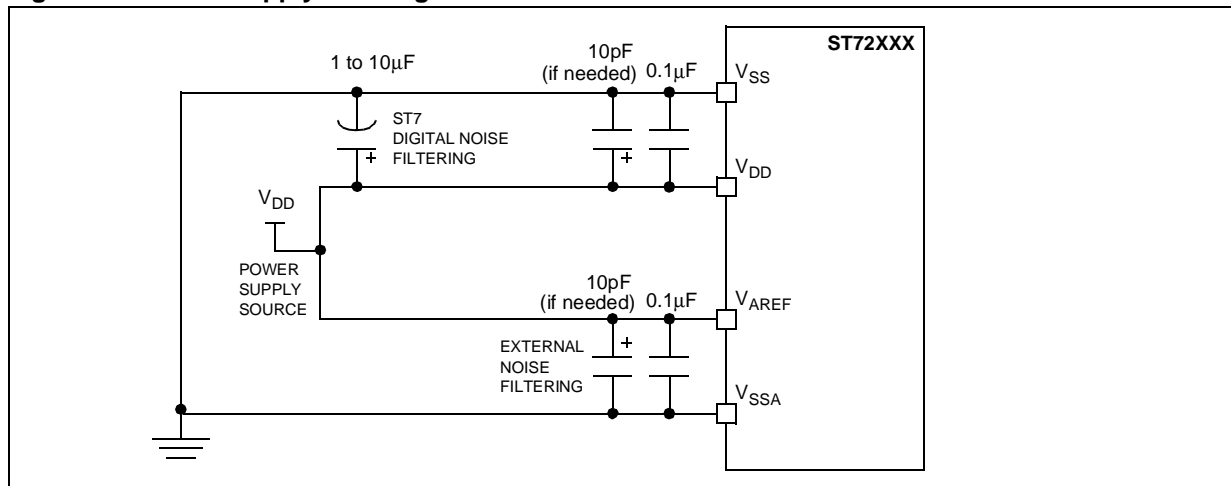 ST72XXX
10pF
(if needed) 0.1μF
1 to 10μF
VSS
ST7
DIGITAL NOISE
+ FILTERING
+
VDD
VDD
POWER
SUPPLY
SOURCE
10pF
(if needed) 0.1μF
VAREF
EXTERNAL
NOISE
FILTERING
+
VSSA